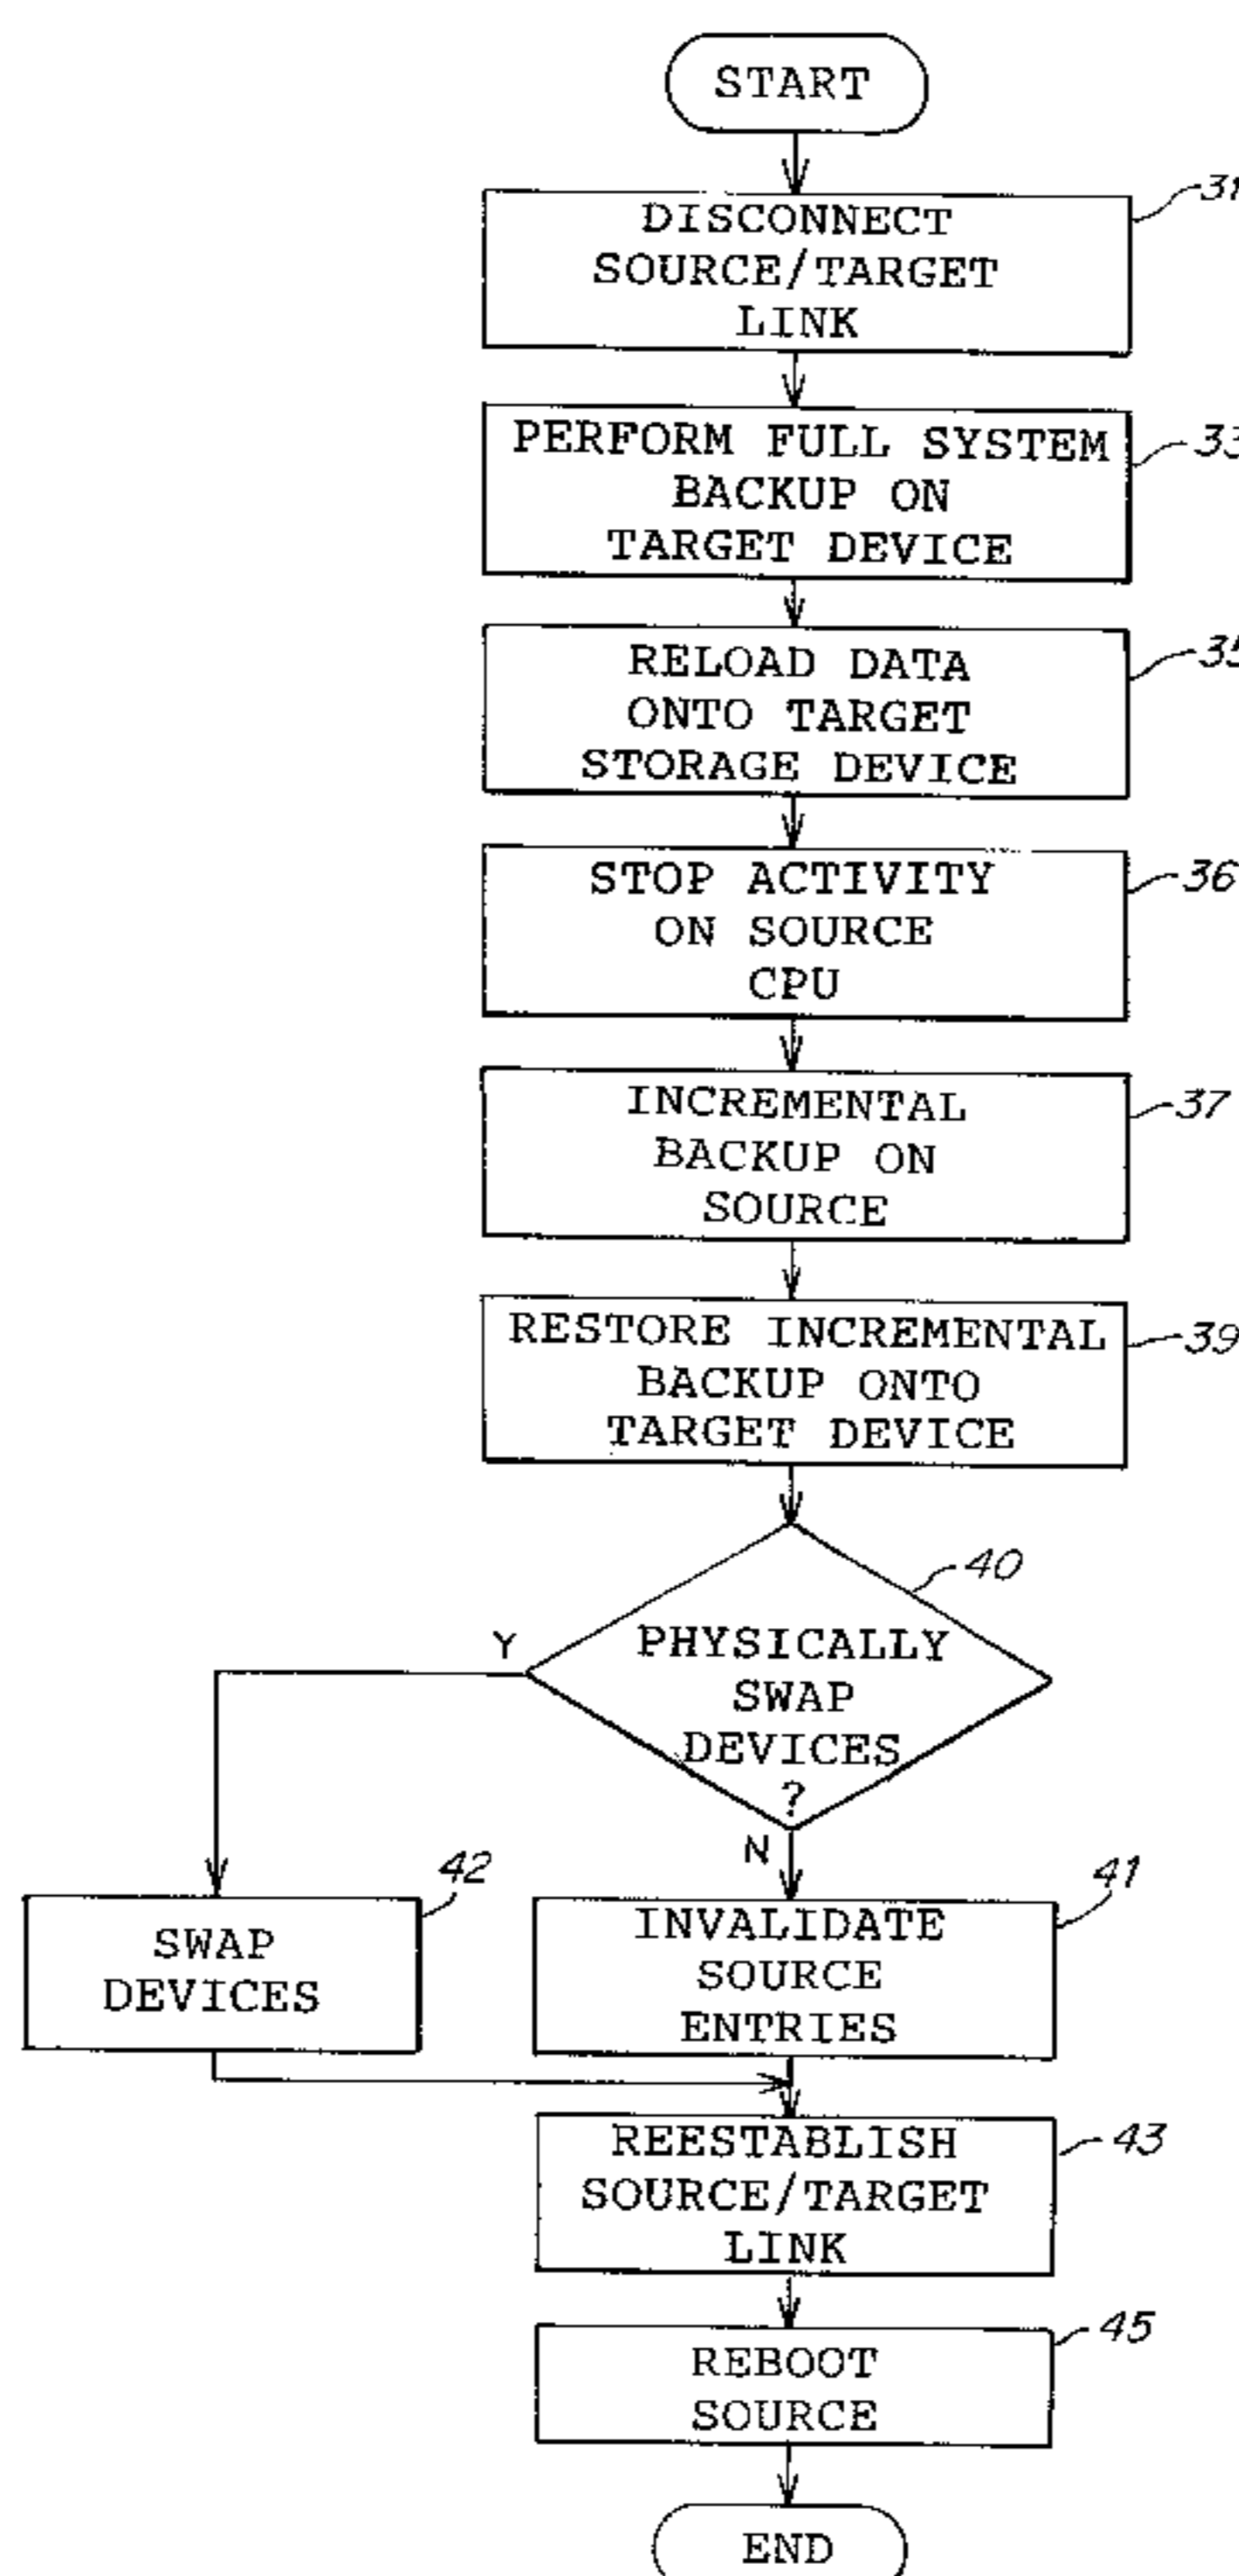 START
31
DISCONNECT
SOURCE/TARGET
LINK
33
PERFORM FULL SYSTEM
BACKUP ON
TARGET DEVICE
35
RELOAD DATA
ONTO TARGET
STORAGE DEVICE
36
STOP ACTIVITY
ON SOURCE
CPU
37
INCREMENTAL
BACKUP ON
SOURCE
39
RESTORE INCREMENTAL
BACKUP ONTO
TARGET DEVICE
40
PHYSICALLY
SWAP
DEVICES
?
Y
N
42
SWAP
DEVICES
41
INVALIDATE
SOURCE
ENTRIES
43
REESTABLISH
SOURCE/TARGET
LINK
45
REBOOT
SOURCE
END